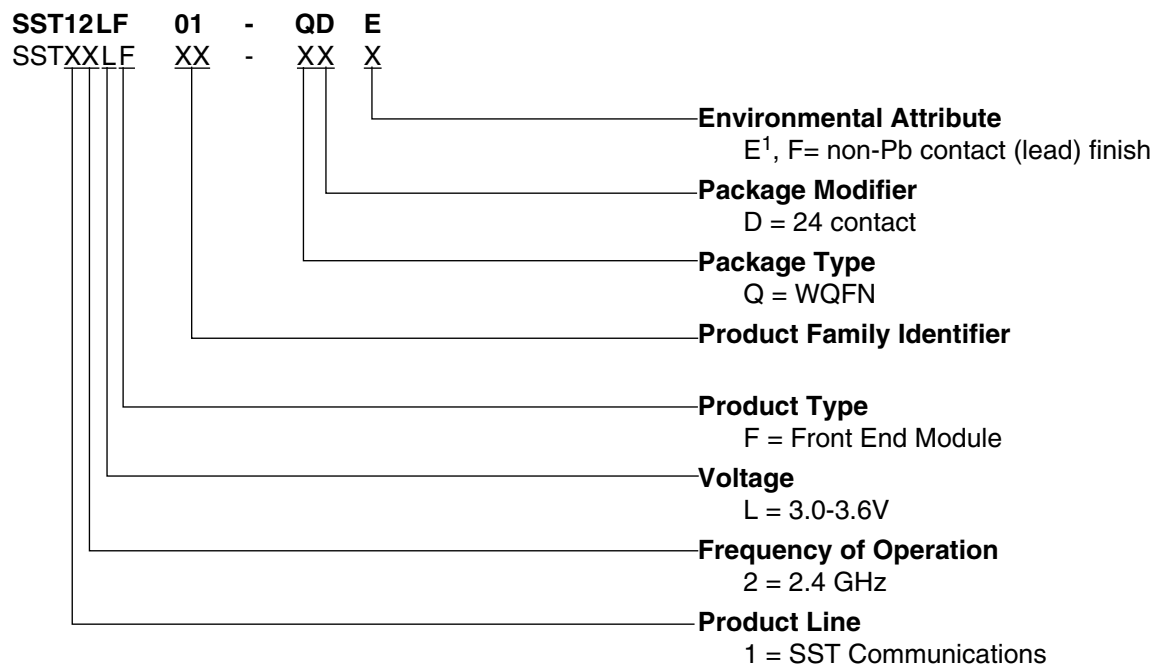 SST12LF 01 - QD E
SSTXXLF XX - XX X
Environmental Attribute
E¹, F= non-Pb contact (lead) finish
Package Modifier
D = 24 contact
Package Type
Q = WQFN
Product Family Identifier
Product Type
F = Front End Module
Voltage
L = 3.0-3.6V
Frequency of Operation
2 = 2.4 GHz
Product Line
1 = SST Communications